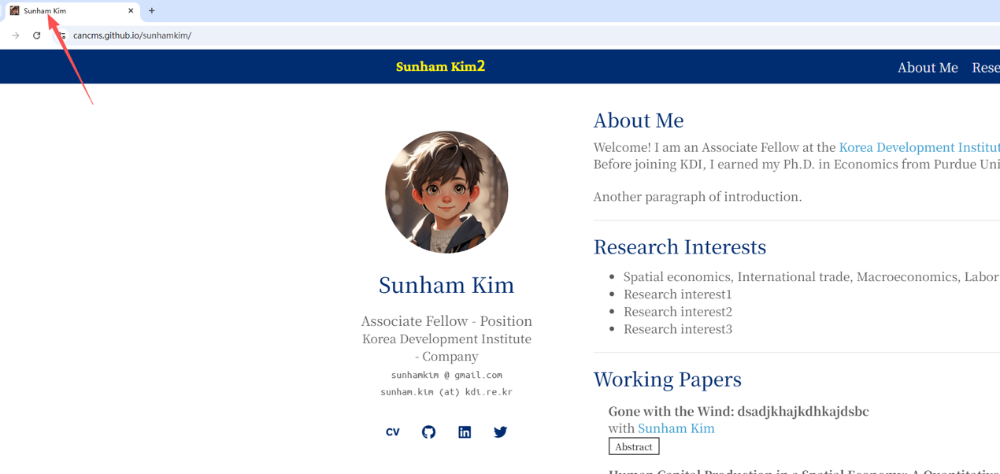 Sunham Kim
cancms.github.io/sunhamkim/
Sunham Kim2
About Me
About Me
Welcome! I am an Associate Fellow at the Korea Development
Before joining KDI, I earned my Ph.D. in Economics from Purdue
Another paragraph of introduction.
Research Interests
Spatial economics, International trade, Macroeconomics, Labor
Research interest1
Research interest2
Research interest3
Sunham Kim
Associate Fellow - Position
Korea Development Institute
- Company
sunhamkim @ gmail.com
sunham.kim (at) kdi.re.kr
CV
Working Papers
Gone with the Wind: dsadjkhajkdhkajdsbc
with Sunham Kim
Abstract